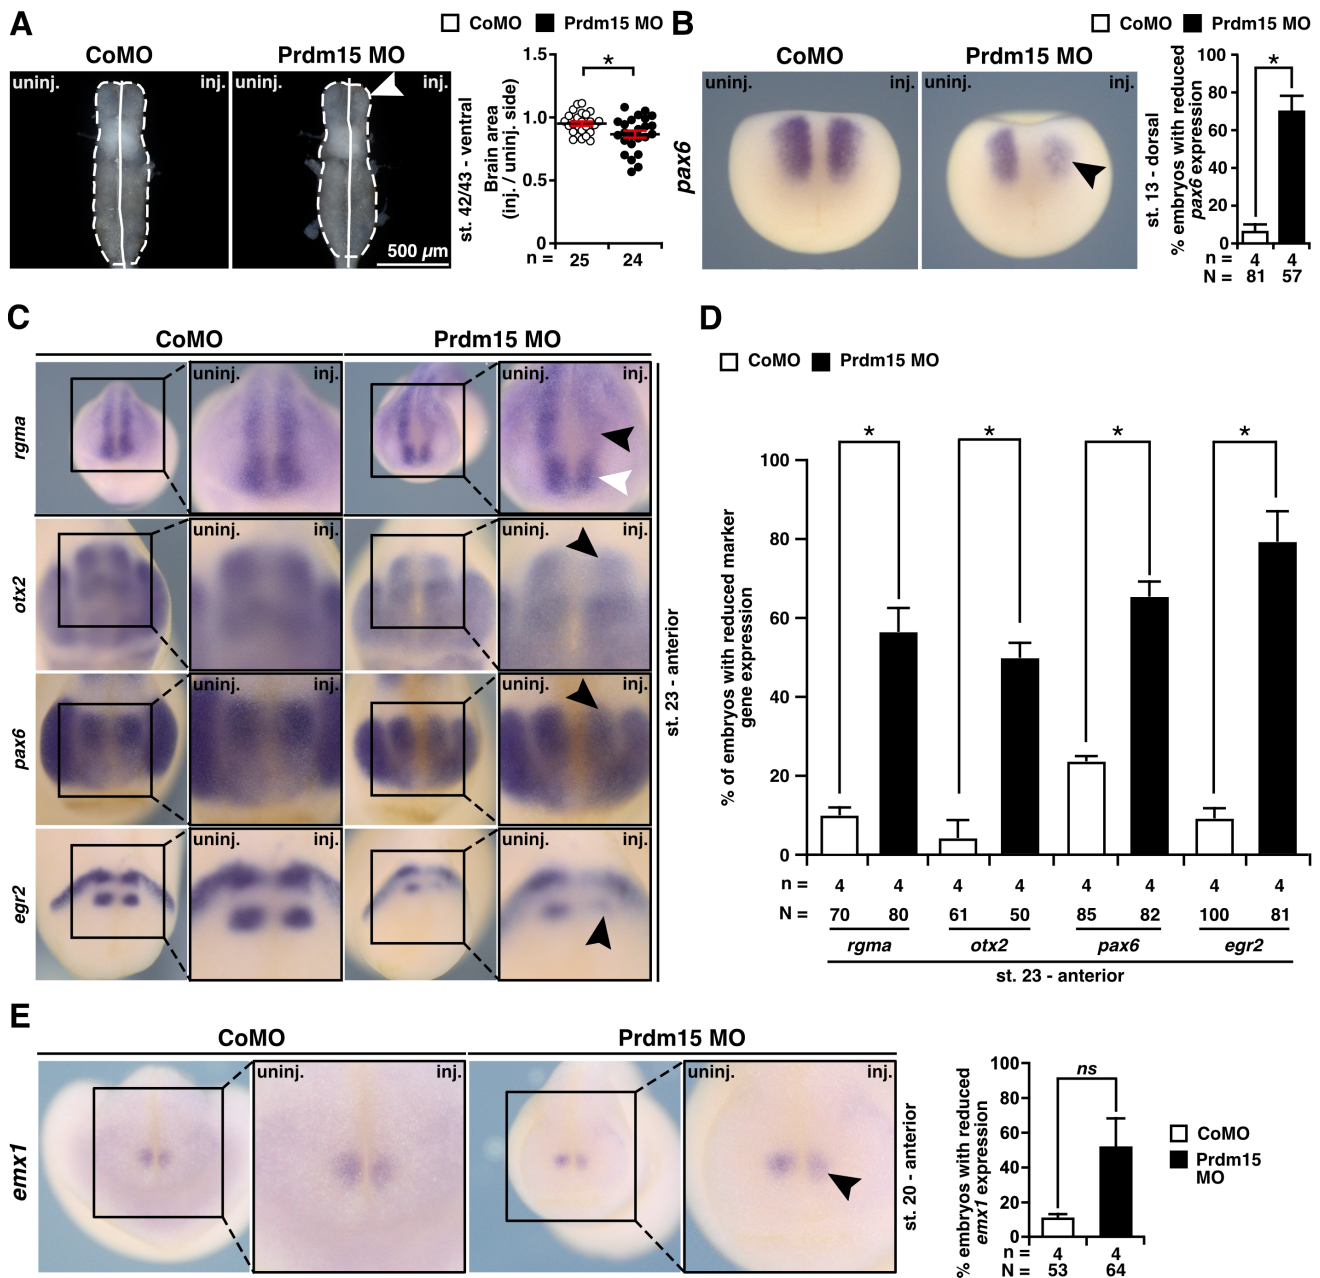 A
CoMO
Prdm15 MO
CoMO
Prdm15 MO
uninj.
inj.
uninj.
inj.
500 µm
st. 42/43 - ventral
Brain area
(inj. / uninj. side)
1.5
1.0
0.5
0
*
n = 25 24
B
CoMO
Prdm15 MO
CoMO
Prdm15 MO
pax6
uninj.
inj.
uninj.
inj.
st. 13 - dorsal
% embryos with reduced
pax6 expression
100
80
60
40
20
0
*
n = 4 4
N = 81 57
C
CoMO
Prdm15 MO
rgma
uninj.
inj.
uninj.
inj.
otx2
uninj.
inj.
uninj.
inj.
pax6
uninj.
inj.
uninj.
inj.
egr2
uninj.
inj.
uninj.
inj.
st. 23 - anterior
D
CoMO
Prdm15 MO
% of embryos with reduced marker
gene expression
100
80
60
40
20
0
* * * *
n = 4 4 4 4 4 4 4 4
N = 70 80 61 50 85 82 100 81
rgma otx2 pax6 egr2
st. 23 - anterior
E
CoMO
Prdm15 MO
emx1
uninj.
inj.
uninj.
inj.
st. 20 - anterior
% embryos with reduced
emx1 expression
100
80
60
40
20
0
ns
n = 4 4
N = 53 64
CoMO
Prdm15
MO